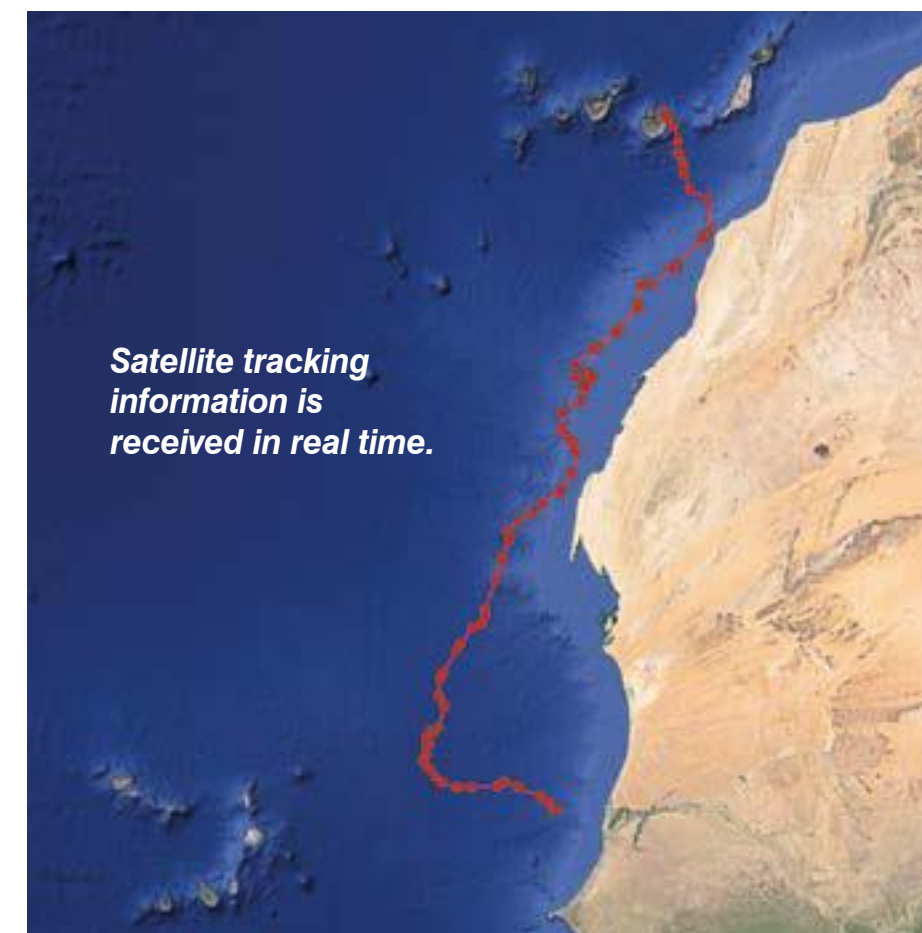 Satellite tracking
information is
received in real time.